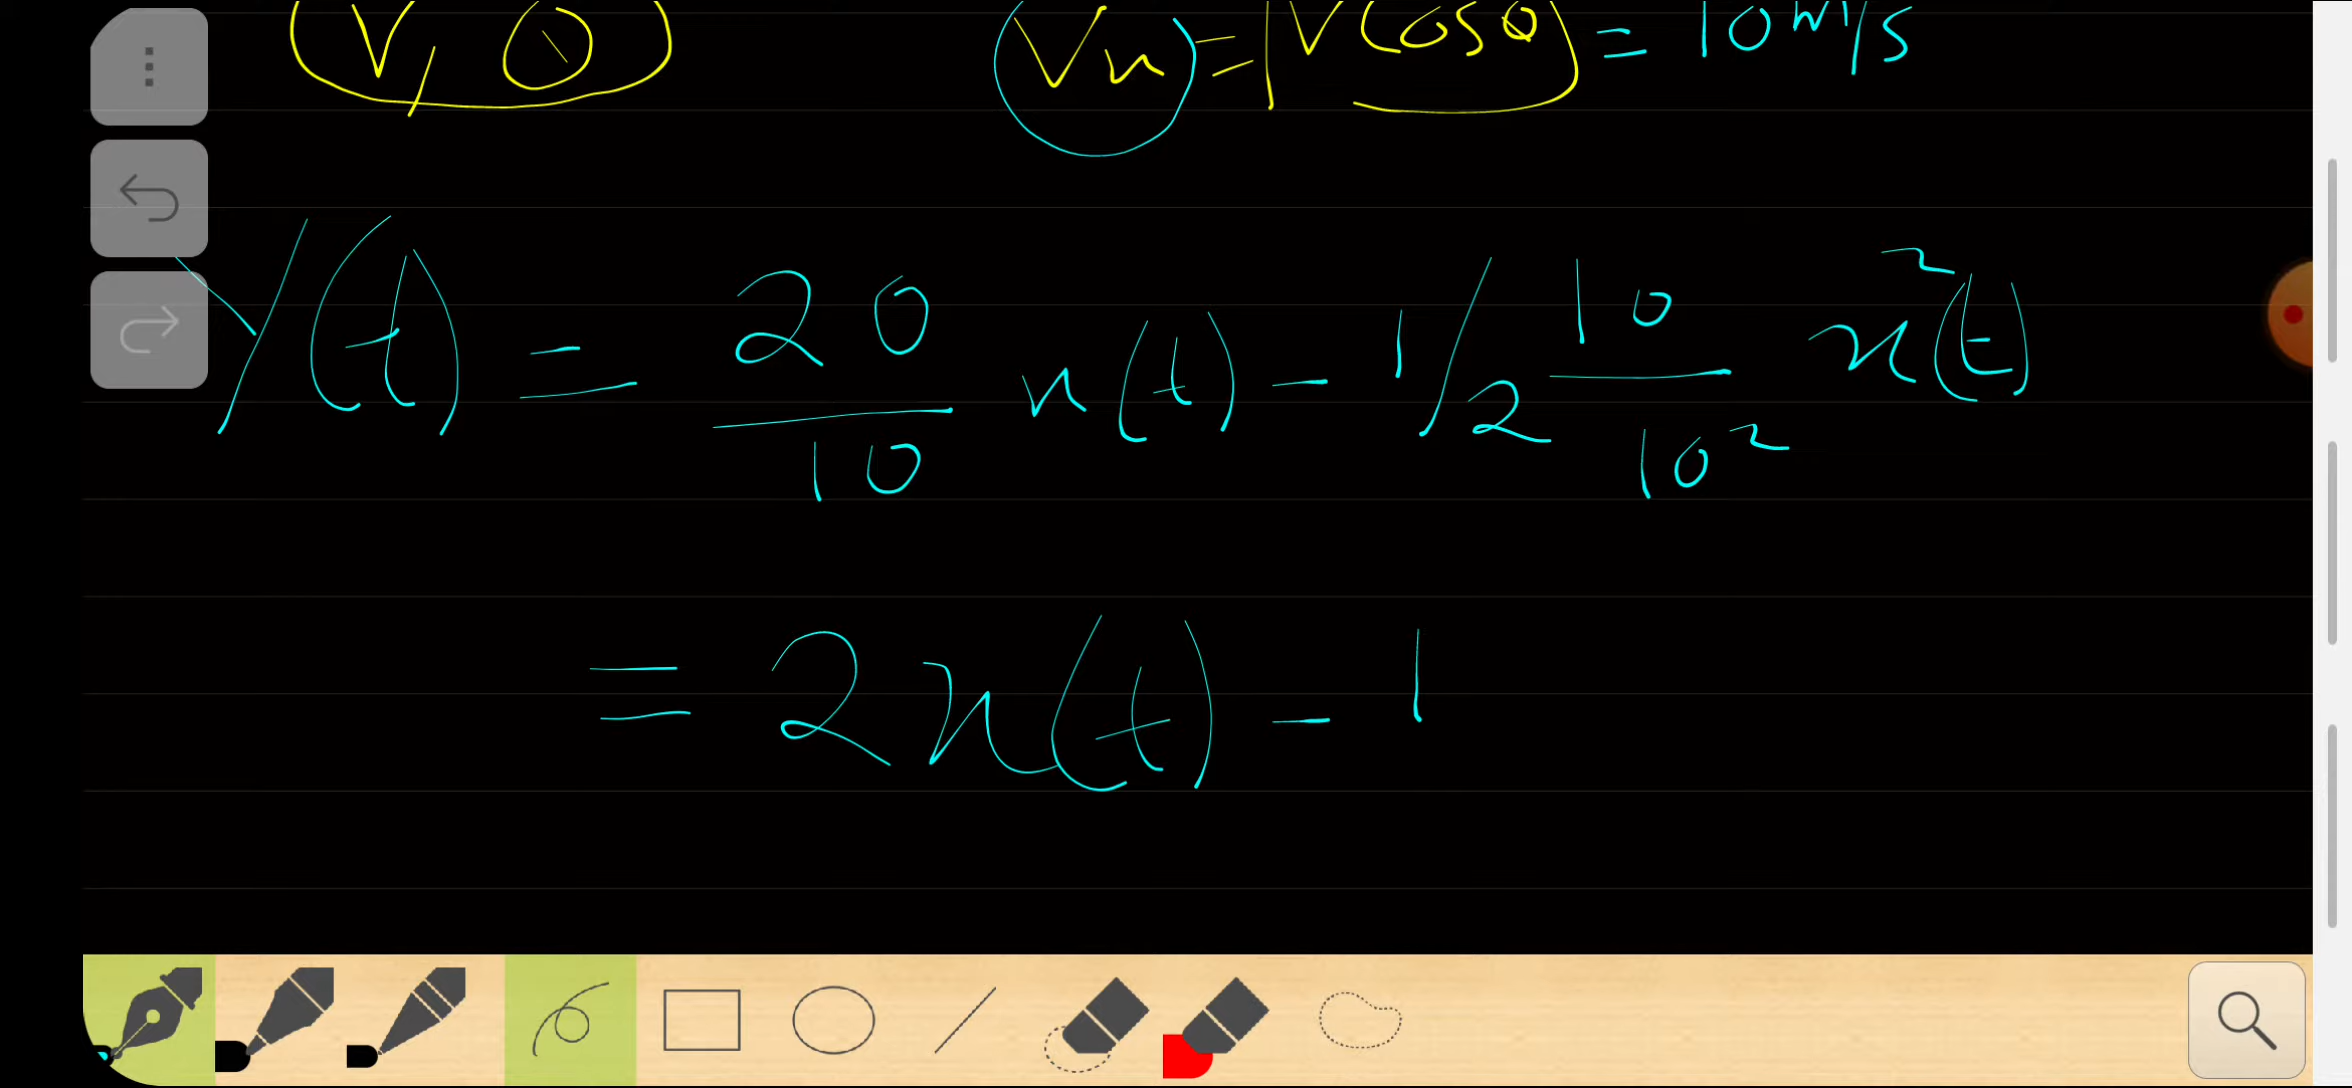 V, θ Vx = |V cosθ| = 10 m/s
Y(t) = 20/10 x(t) - 1/2 10/10² x²(t)
= 2x(t) - 1